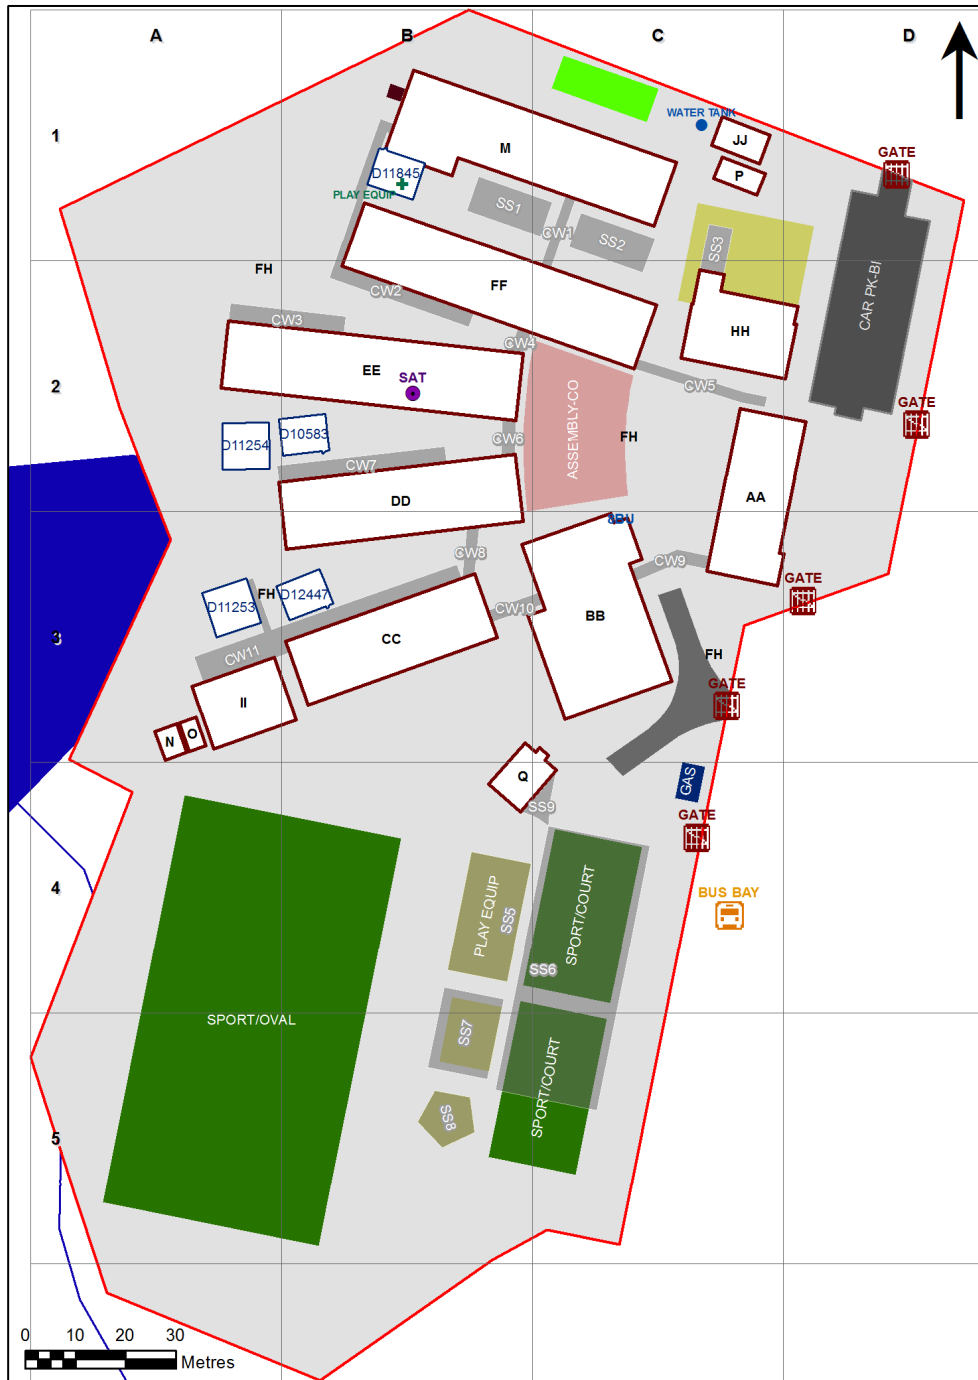 A
B
C
D
1
WATER TANK
JJ
M
GATE
D11845
P
PLAY EQUIP
SS1
CW1
SS2
SS3
FH
FF
CAR PK-BI
CW2
CW3
HH
CW4
EE
SAT
2
CW5
ASSEMBLY-CO
GATE
D11254
D10583
CW6
FH
CW7
DD
AA
CW8
CW9
GATE
FH
D11253
D12447
CW10
BB
3
CC
CW11
FH
GATE
II
N
O
Q
GAS
SS9
GATE
4
BUS BAY
PLAY EQUIP
SS5
SPORT/COURT
SS6
SPORT/OVAL
SS7
SPORT/COURT
SS8
5
0 10 20 30
Metres